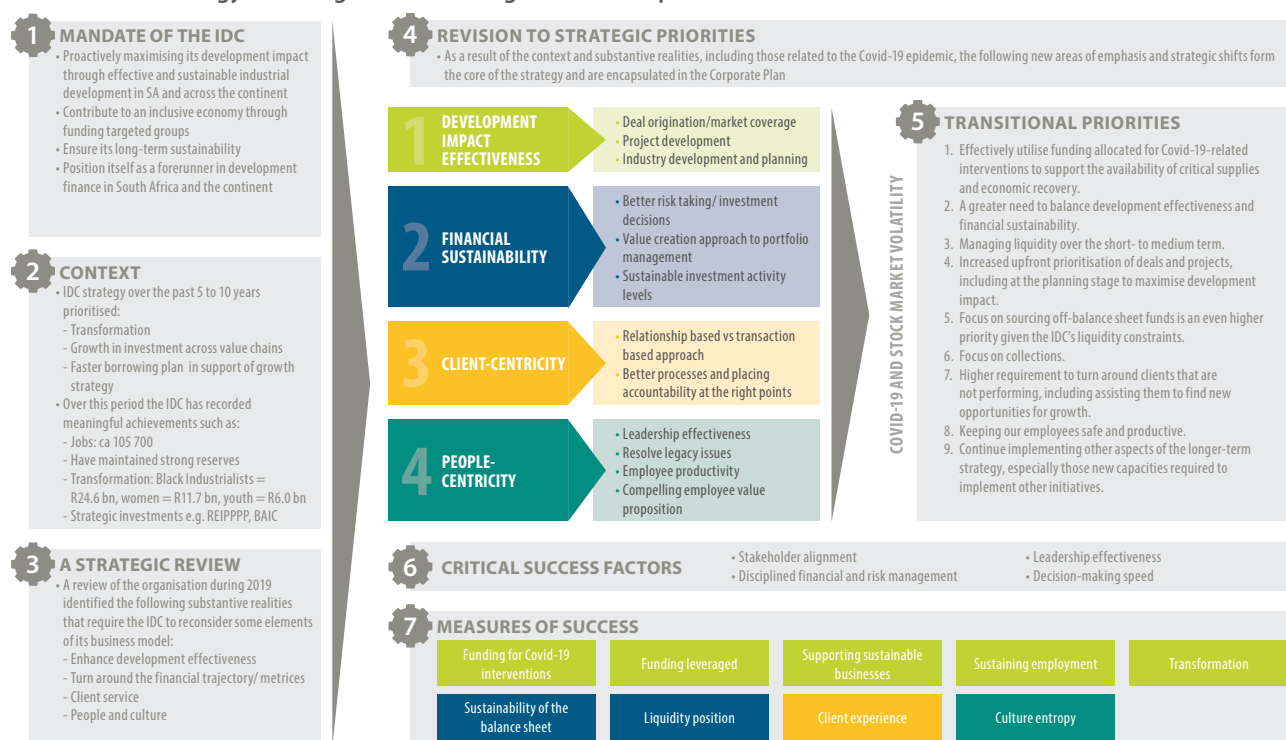 1
MANDATE OF THE IDC
• Proactively maximising its development impact
through effective and sustainable industrial
development in SA and across the continent
• Contribute to an inclusive economy through
funding targeted groups
• Ensure its long-term sustainability
• Position itself as a forerunner in development
finance in South Africa and the continent
2
CONTEXT
• IDC strategy over the past 5 to 10 years
prioritised:
- Transformation
- Growth in investment across value chains
- Faster borrowing plan in support of growth
strategy
• Over this period the IDC has recorded
meaningful achievements such as:
- Jobs: ca 105 700
- Have maintained strong reserves
- Transformation: Black Industrialists =
R24.6 bn, women = R11.7 bn, youth = R6.0 bn
- Strategic investments e.g. REIPPPP, BAIC
3
A STRATEGIC REVIEW
• A review of the organisation during 2019
identified the following substantive realities
that require the IDC to reconsider some elements
of its business model:
- Enhance development effectiveness
- Turn around the financial trajectory/ metrices
- Client service
- People and culture
4
REVISION TO STRATEGIC PRIORITIES
• As a result of the context and substantive realities, including those related to the Covid-19 epidemic, the following new areas of emphasis and strategic shifts form
the core of the strategy and are encapsulated in the Corporate Plan
1
DEVELOPMENT
IMPACT
EFFECTIVENESS
• Deal origination/market coverage
• Project development
• Industry development and planning
2
FINANCIAL
SUSTAINABILITY
• Better risk taking/ investment
decisions
• Value creation approach to portfolio
management
• Sustainable investment activity
levels
3
CLIENT-CENTRICITY
• Relationship based vs transaction
based approach
• Better processes and placing
accountability at the right points
4
PEOPLE-
CENTRICITY
• Leadership effectiveness
• Resolve legacy issues
• Employee productivity
• Compelling employee value
proposition
COVID-19 AND STOCK MARKET VOLATILITY
5
TRANSITIONAL PRIORITIES
1. Effectively utilise funding allocated for Covid-19-related
interventions to support the availability of critical supplies
and economic recovery.
2. A greater need to balance development effectiveness and
financial sustainability.
3. Managing liquidity over the short- to medium term.
4. Increased upfront prioritisation of deals and projects,
including at the planning stage to maximise development
impact.
5. Focus on sourcing off-balance sheet funds is an even higher
priority given the IDC's liquidity constraints.
6. Focus on collections.
7. Higher requirement to turn around clients that are
not performing, including assisting them to find new
opportunities for growth.
8. Keeping our employees safe and productive.
9. Continue implementing other aspects of the longer-term
strategy, especially those new capacities required to
implement other initiatives.
6
CRITICAL SUCCESS FACTORS
• Stakeholder alignment
• Disciplined financial and risk management
• Leadership effectiveness
• Decision-making speed
7
MEASURES OF SUCCESS
Funding for Covid-19
interventions
Funding leveraged
Supporting sustainable
businesses
Sustaining employment
Transformation
Sustainability of the
balance sheet
Liquidity position
Client experience
Culture entropy